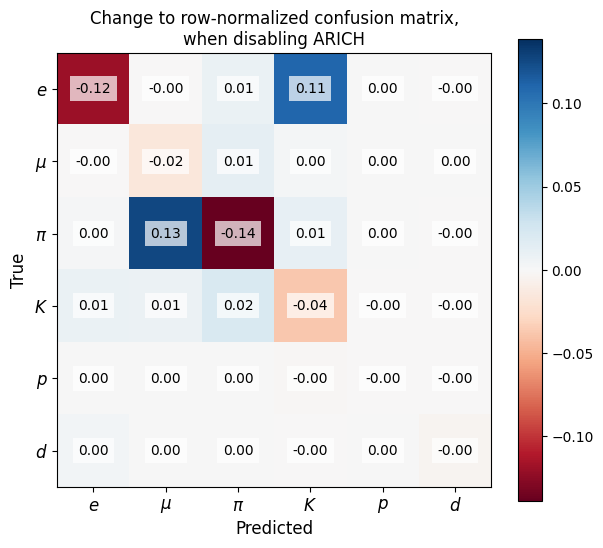 Change to row-normalized confusion matrix,
when disabling ARICH
e -0.12 -0.00 0.01 0.11 0.00 -0.00
μ -0.00 -0.02 0.01 0.00 0.00 0.00
π 0.00 0.13 -0.14 0.01 0.00 -0.00
K 0.01 0.01 0.02 -0.04 -0.00 -0.00
p 0.00 0.00 0.00 -0.00 -0.00 -0.00
d 0.00 0.00 0.00 -0.00 0.00 -0.00
e μ π K p d
Predicted
True
0.10
0.05
0.00
−0.05
−0.10